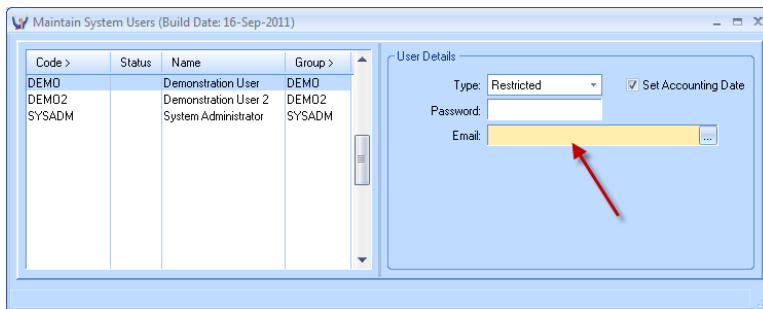 Maintain System Users (Build Date: 16-Sep-2011)
Code > Status Name Group >
DEMO Demonstration User DEMO
DEMO2 Demonstration User 2 DEMO2
SYSADM System Administrator SYSADM
User Details
Type: Restricted Set Accounting Date
Password:
Email: ...